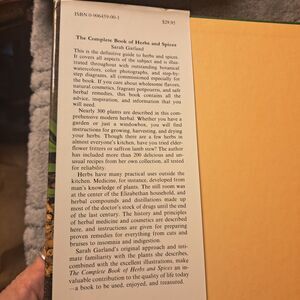 ISBN 0-906459-00-1
$29.95
The Complete Book of Herbs and Spices
Sarah Garland
This is the definitive guide to herbs and spices.
It covers all aspects of the subject and is illus-
trated throughout with outstanding botanical
watercolors, color photographs, and step-by-
step diagrams, all commissioned especially for
the book. If you care about wholesome flavors,
natural cosmetics, fragrant potpourris, and safe
herbal remedies, this book contains all the
advice, inspiration, and information that you
will need.
Nearly 300 plants are described in this com-
prehensive modern herbal. Whether you have a
garden or just a windowbox, you will find
instructions for growing, harvesting, and drying
your herbs. Though there are a few herbs in
almost everyone's kitchen, have you tried elder-
flower fritters or saffron lamb stew? The author
has included more than 200 delicious and un-
usual recipes from her own collection, all tested
for reliability.
Herbs have many practical uses outside the
kitchen. Medicine, for instance, developed from
man's knowledge of plants. The still room was
at the center of the Elizabethan household, and
herbal compounds and distillations made up
most of the doctor's stock of drugs until the end
of the last century. The history and principles
of herbal medicine and cosmetics are described
here, and instructions are given for preparing
proven remedies for everything from cuts and
bruises to insomnia and indigestion.
Sarah Garland's original approach and inti-
mate familiarity with the plants she describes,
combined with the excellent illustrations, make
The Complete Book of Herbs and Spices an in-
valuable contribution to the quality of life today
—a book to be used, enjoyed, and treasured.